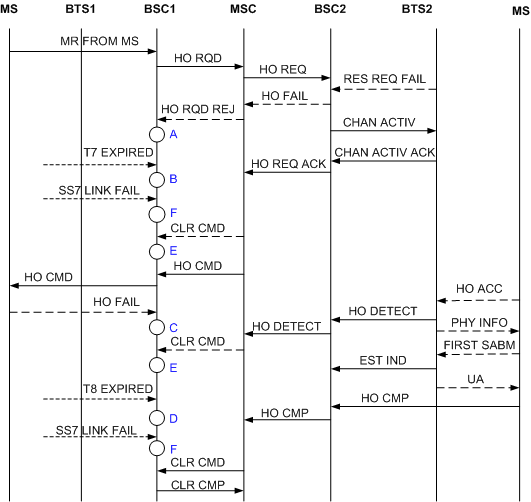 MS BTS1 BSC1 MSC BSC2 BTS2 MS
MR FROM MS
HO RQD
HO REQ
RES REQ FAIL
HO FAIL
HO RQD REJ
CHAN ACTIV
A
T7 EXPIRED
CHAN ACTIV ACK
HO REQ ACK
B
SS7 LINK FAIL
F
CLR CMD
E
HO CMD
HO CMD
HO ACC
HO FAIL
HO DETECT
PHY INFO
C
HO DETECT
CLR CMD
FIRST SABM
E
EST IND
UA
T8 EXPIRED
HO CMP
D
HO CMP
SS7 LINK FAIL
F
CLR CMD
CLR CMP